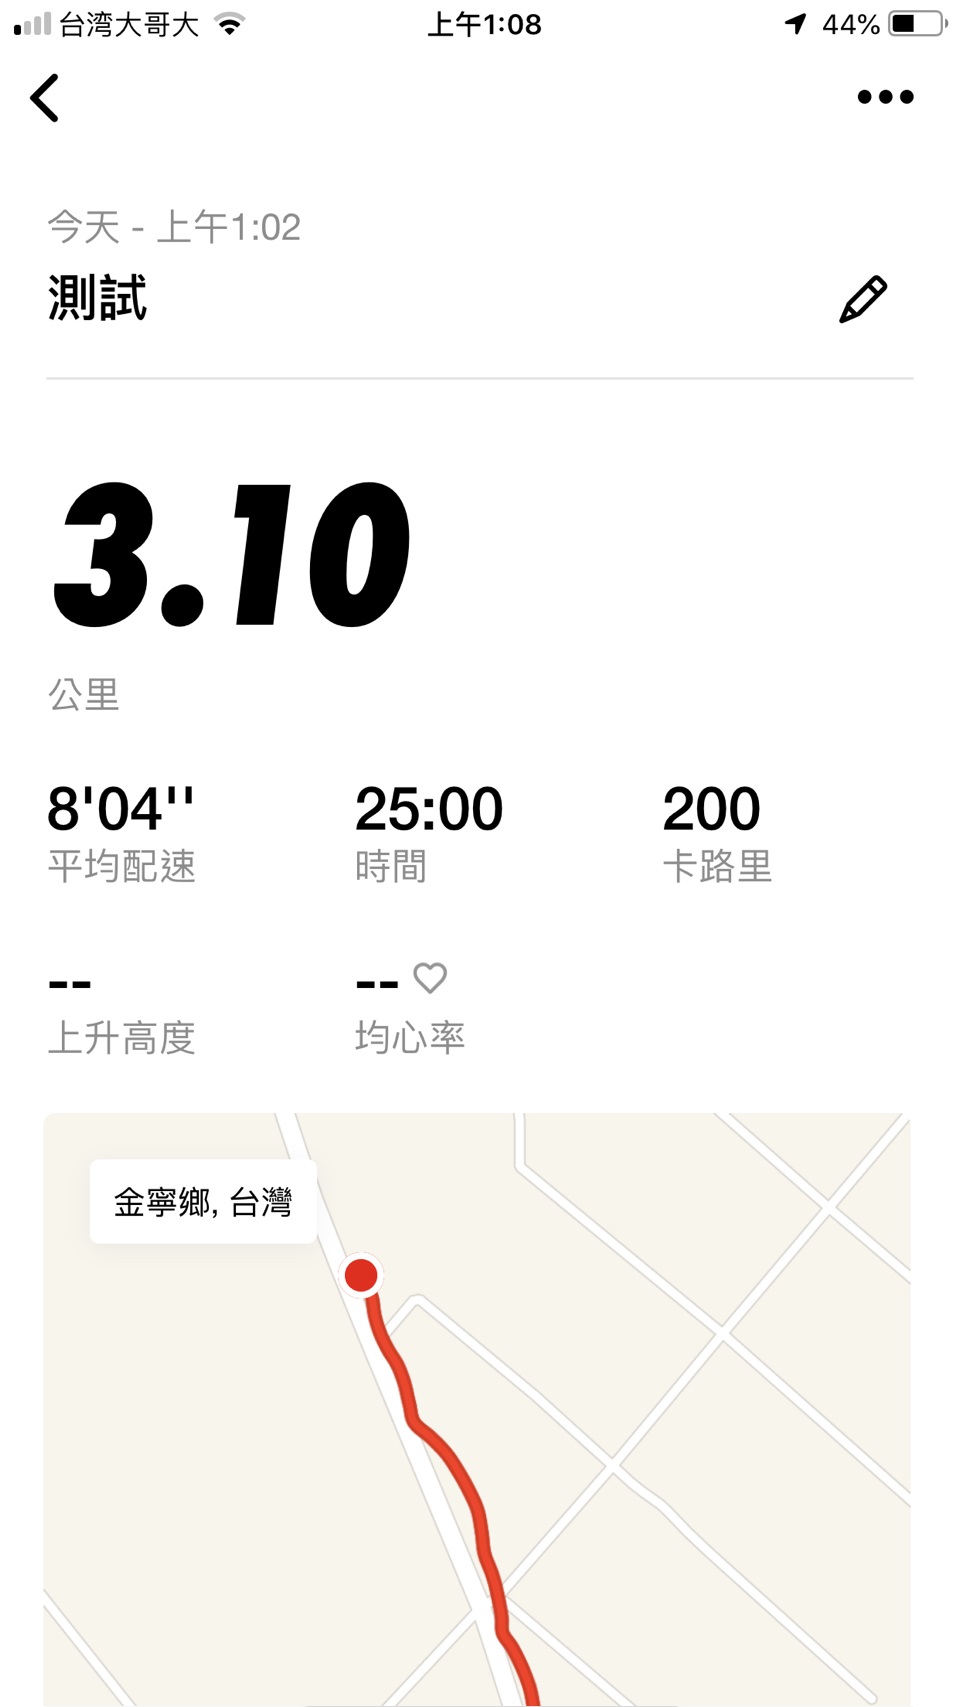 台湾大哥大
上午1:08
44%
今天 - 上午1:02
測試
3.10
公里
8'04''
25:00
200
平均配速
時間
卡路里
--
--
上升高度
均心率
金寧鄉, 台灣